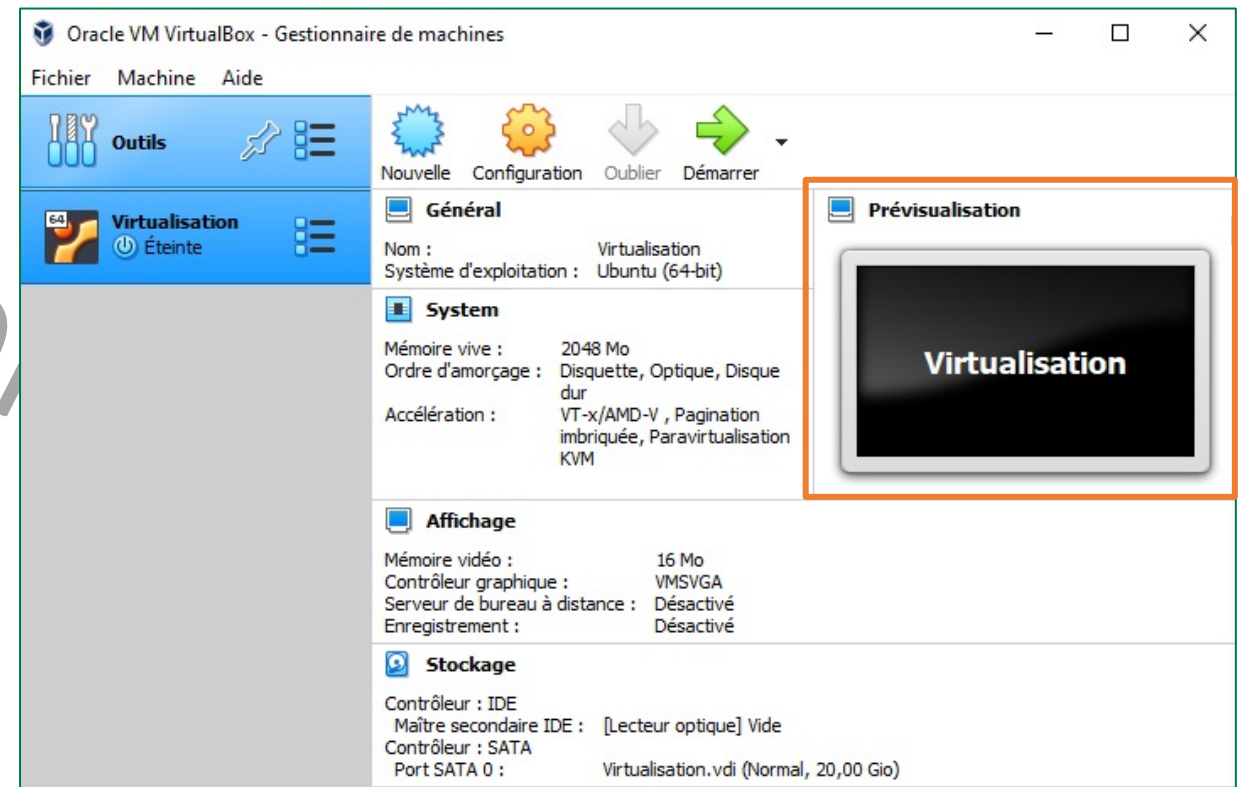 Oracle VM VirtualBox - Gestionnaire de machines
Fichier Machine Aide
Outils
Nouvelle Configuration Oublier Démarrer
64
Virtualisation
Éteinte
Général
Nom : Virtualisation
Système d'exploitation : Ubuntu (64-bit)
System
Mémoire vive : 2048 Mo
Ordre d'amorçage : Disquette, Optique, Disque
dur
Accélération : VT-x/AMD-V , Pagination
imbriquée, Paravirtualisation
KVM
Prévisualisation
Virtualisation
Affichage
Mémoire vidéo : 16 Mo
Contrôleur graphique : VMSVGA
Serveur de bureau à distance : Désactivé
Enregistrement : Désactivé
Stockage
Contrôleur : IDE
Maître secondaire IDE : [Lecteur optique] Vide
Contrôleur : SATA
Port SATA 0 : Virtualisation.vdi (Normal, 20,00 Gio)